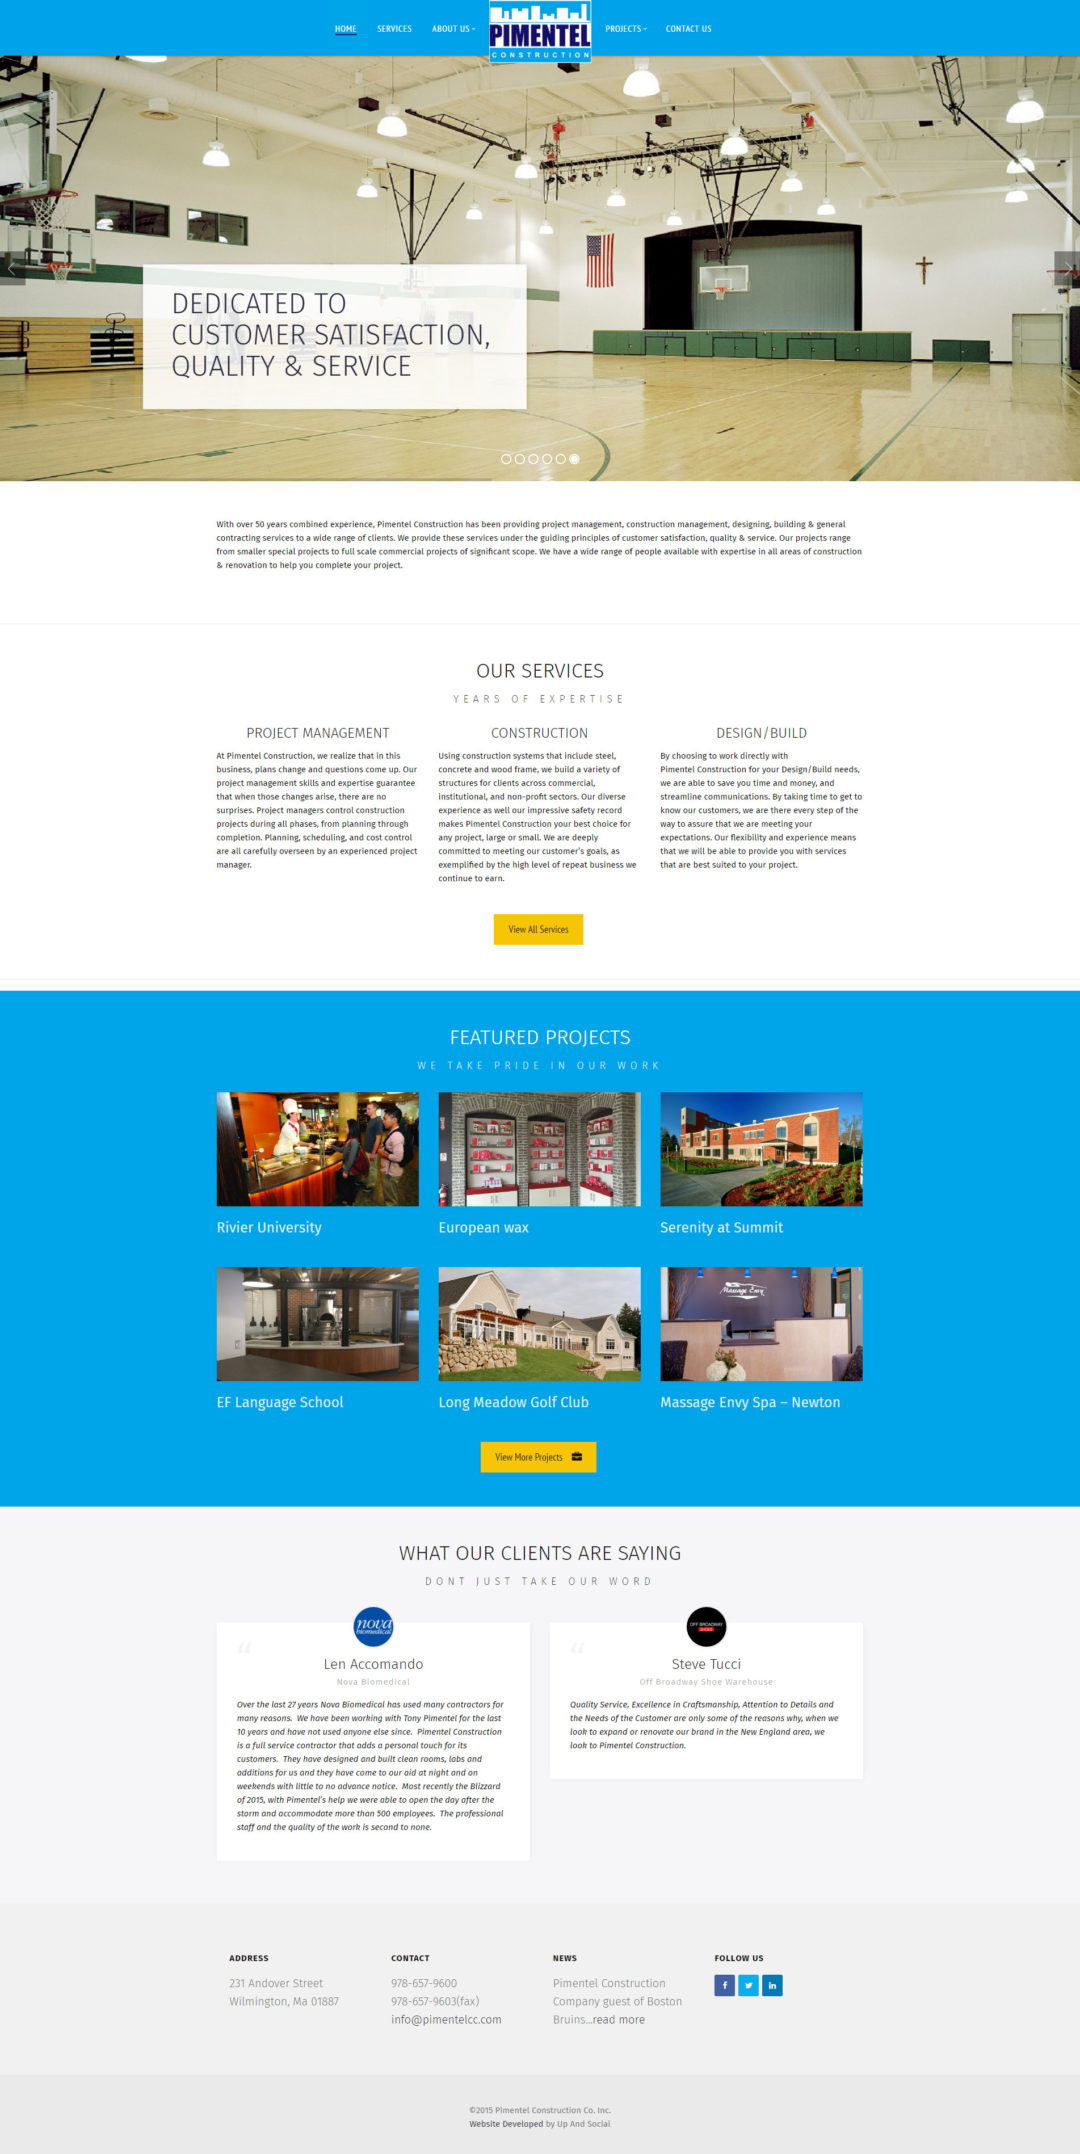 HOME
SERVICES
ABOUT US
PIMENTEL
CONSTRUCTION
PROJECTS
CONTACT US
DEDICATED TO
CUSTOMER SATISFACTION,
QUALITY & SERVICE
With over 50 years combined experience, Pimentel Construction has been providing project management, construction management, designing, building & general
contracting services to a wide range of clients. We provide these services under the guiding principles of customer satisfaction, quality & service. Our projects range
from smaller special projects to full scale commercial projects of significant scope. We have a wide range of people available with expertise in all areas of construction
& renovation to help you complete your project.
OUR SERVICES
YEARS OF EXPERTISE
PROJECT MANAGEMENT
At Pimentel Construction, we realize that in this
business, plans change and questions come up. Our
project management skills and expertise guarantee
that when those changes arise, there are no
surprises. Project managers control construction
projects during all phases, from planning through
completion. Planning, scheduling, and cost control
are all carefully overseen by an experienced project
manager.
CONSTRUCTION
Using construction systems that include steel,
concrete and wood frame, we build a variety of
structures for clients across commercial,
institutional, and non-profit sectors. Our diverse
experience as well our impressive safety record
makes Pimentel Construction your best choice for
any project, large or small. We are deeply
committed to meeting our customer's goals, as
exemplified by the high level of repeat business we
continue to earn.
DESIGN/BUILD
By choosing to work directly with
Pimentel Construction for your Design/Build needs,
we are able to save you time and money, and
streamline communications. By taking time to get to
know our customers, we are there every step of the
way to assure that we are meeting your
expectations. Our flexibility and experience means
that we will be able to provide you with services
that are best suited to your project.
View All Services
FEATURED PROJECTS
WE TAKE PRIDE IN OUR WORK
Rivier University
European wax
Serenity at Summit
Massage Envy
EF Language School
Long Meadow Golf Club
Massage Envy Spa – Newton
View More Projects
WHAT OUR CLIENTS ARE SAYING
DONT JUST TAKE OUR WORD
nova
biomedical
“
Len Accomando
Nova Biomedical
Over the last 27 years Nova Biomedical has used many contractors for
many reasons. We have been working with Tony Pimentel for the last
10 years and have not used anyone else since. Pimentel Construction
is a full service contractor that adds a personal touch for its
customers. They have designed and built clean rooms, labs and
additions for us and they have come to our aid at night and on
weekends with little to no advance notice. Most recently the Blizzard
of 2015, with Pimentel's help we were able to open the day after the
storm and accommodate more than 500 employees. The professional
staff and the quality of the work is second to none.
OFF BROADWAY
SHOES
“
Steve Tucci
Off Broadway Shoe Warehouse
Quality Service, Excellence in Craftsmanship, Attention to Details and
the Needs of the Customer are only some of the reasons why, when we
look to expand or renovate our brand in the New England area, we
look to Pimentel Construction.
ADDRESS
231 Andover Street
Wilmington, Ma 01887
CONTACT
978-657-9600
978-657-9603(fax)
info@pimentelcc.com
NEWS
Pimentel Construction
Company guest of Boston
Bruins...read more
FOLLOW US
©2015 Pimentel Construction Co. Inc.
Website Developed by Up And Social